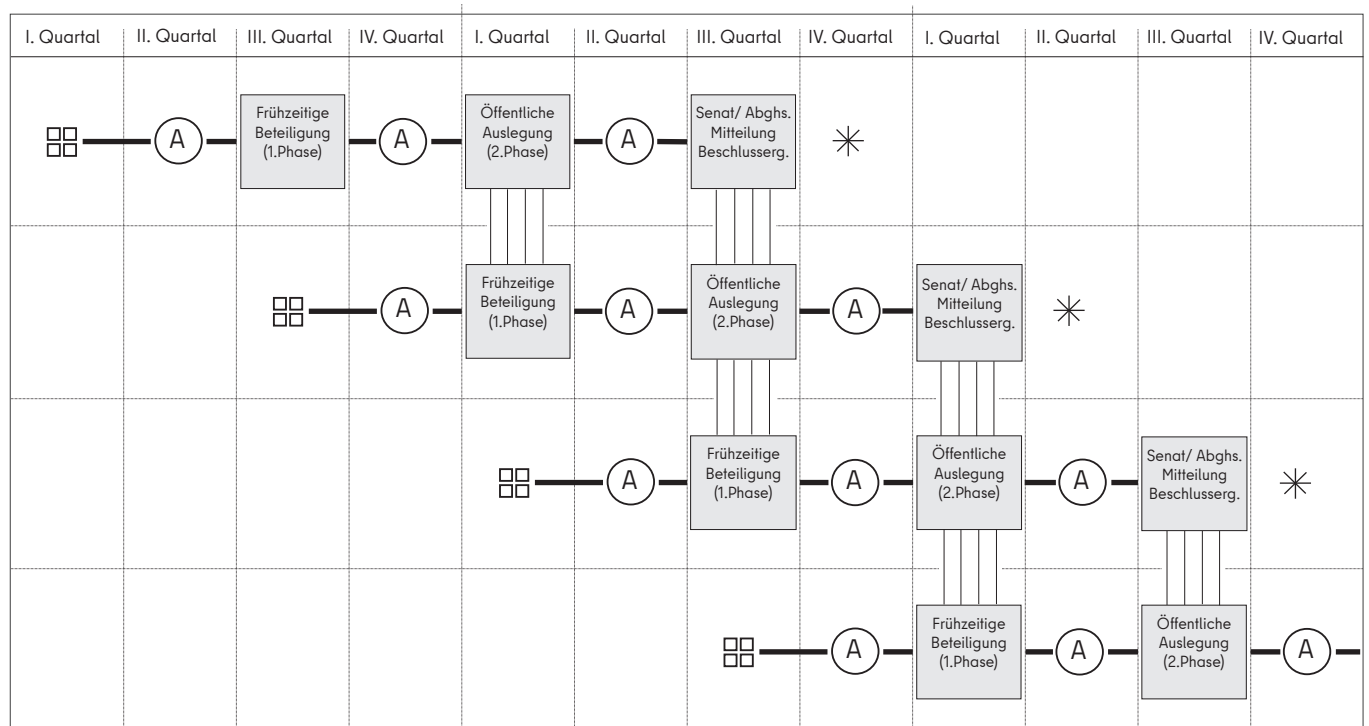 I. Quartal II. Quartal III. Quartal IV. Quartal I. Quartal II. Quartal III. Quartal IV. Quartal I. Quartal II. Quartal III. Quartal IV. Quartal
A
Frühzeitige
Beteiligung
(1.Phase)
A
Öffentliche
Auslegung
(2.Phase)
A
Senat/ Abghs.
Mitteilung
Beschlusserg.
A
Frühzeitige
Beteiligung
(1.Phase)
A
Öffentliche
Auslegung
(2.Phase)
A
Senat/ Abghs.
Mitteilung
Beschlusserg.
A
Frühzeitige
Beteiligung
(1.Phase)
A
Öffentliche
Auslegung
(2.Phase)
A
Senat/ Abghs.
Mitteilung
Beschlusserg.
A
Frühzeitige
Beteiligung
(1.Phase)
A
Öffentliche
Auslegung
(2.Phase)
A